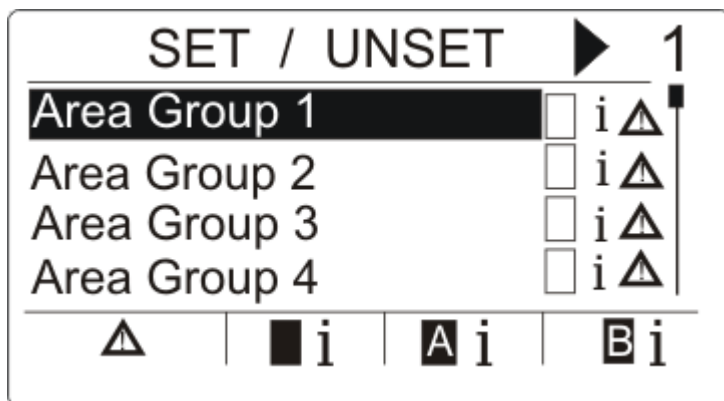 SET / UNSET ▶ 1
Area Group 1 i ⚠
Area Group 2 i ⚠
Area Group 3 i ⚠
Area Group 4 i ⚠
⚠ i A i B i